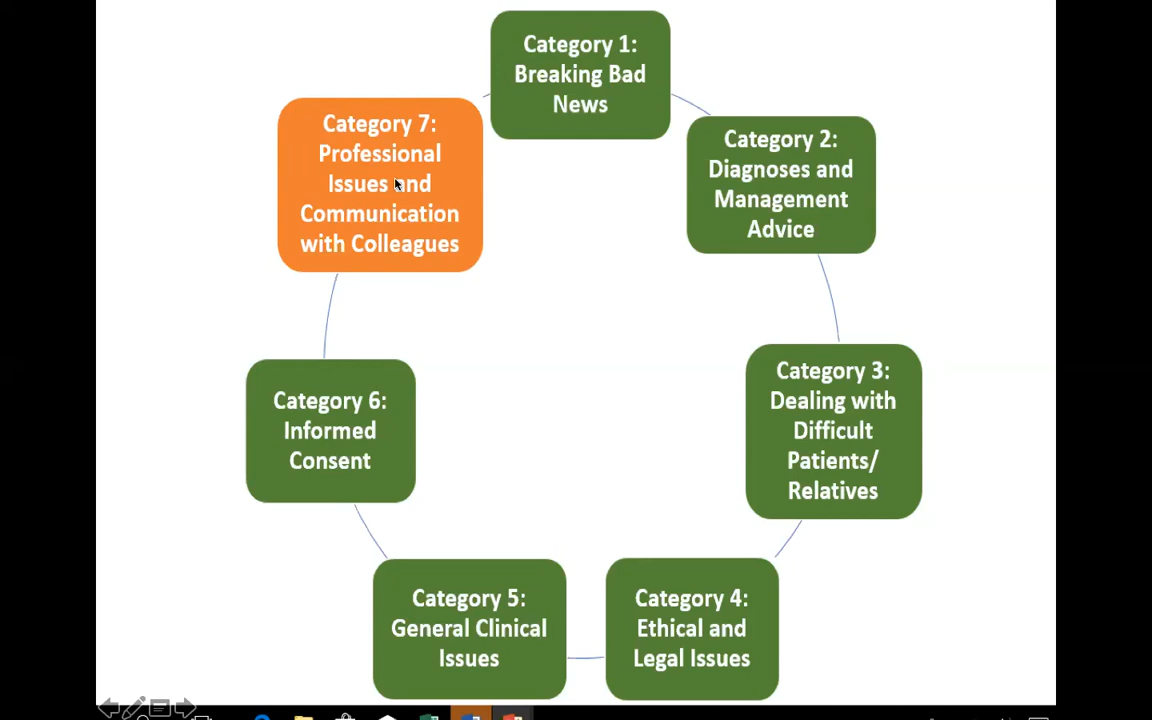 Category 1:
Breaking Bad
News
Category 2:
Diagnoses and
Management
Advice
Category 3:
Dealing with
Difficult
Patients/
Relatives
Category 4:
Ethical and
Legal Issues
Category 5:
General Clinical
Issues
Category 6:
Informed
Consent
Category 7:
Professional
Issues and
Communication
with Colleagues